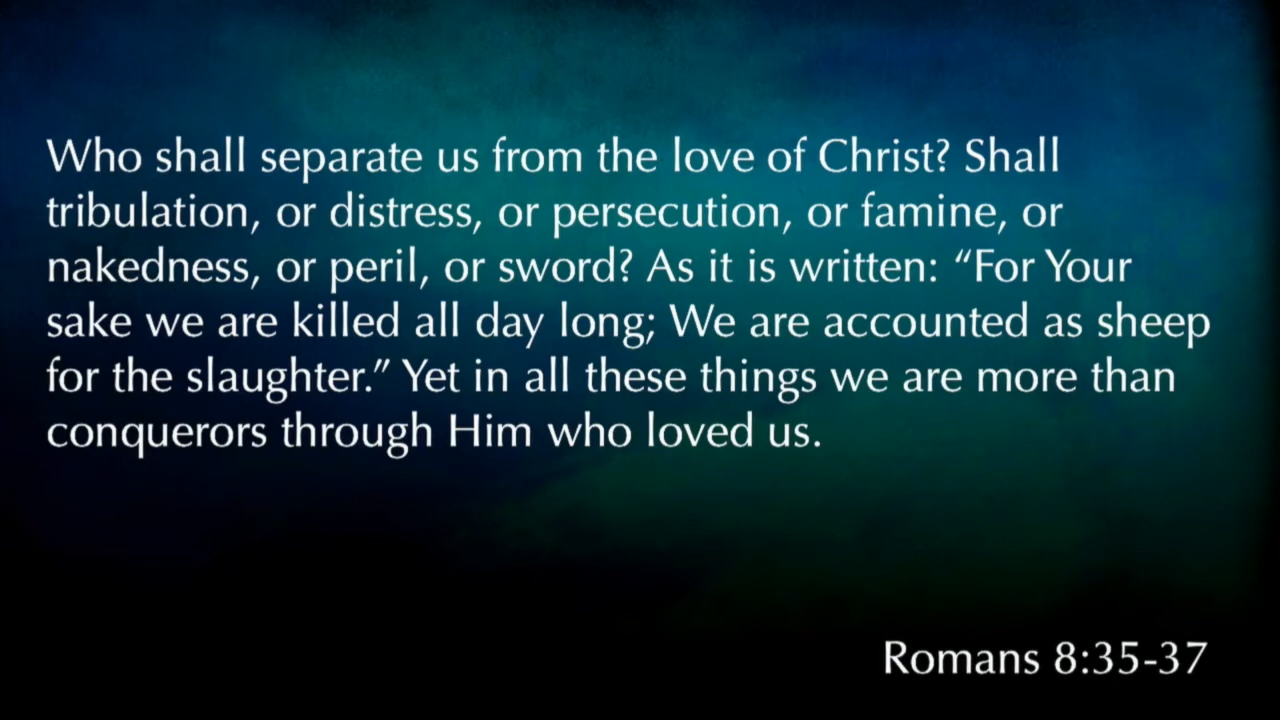 Who shall separate us from the love of Christ? Shall
tribulation, or distress, or persecution, or famine, or
nakedness, or peril, or sword? As it is written: “For Your
sake we are killed all day long; We are accounted as sheep
for the slaughter.” Yet in all these things we are more than
conquerors through Him who loved us.
Romans 8:35-37